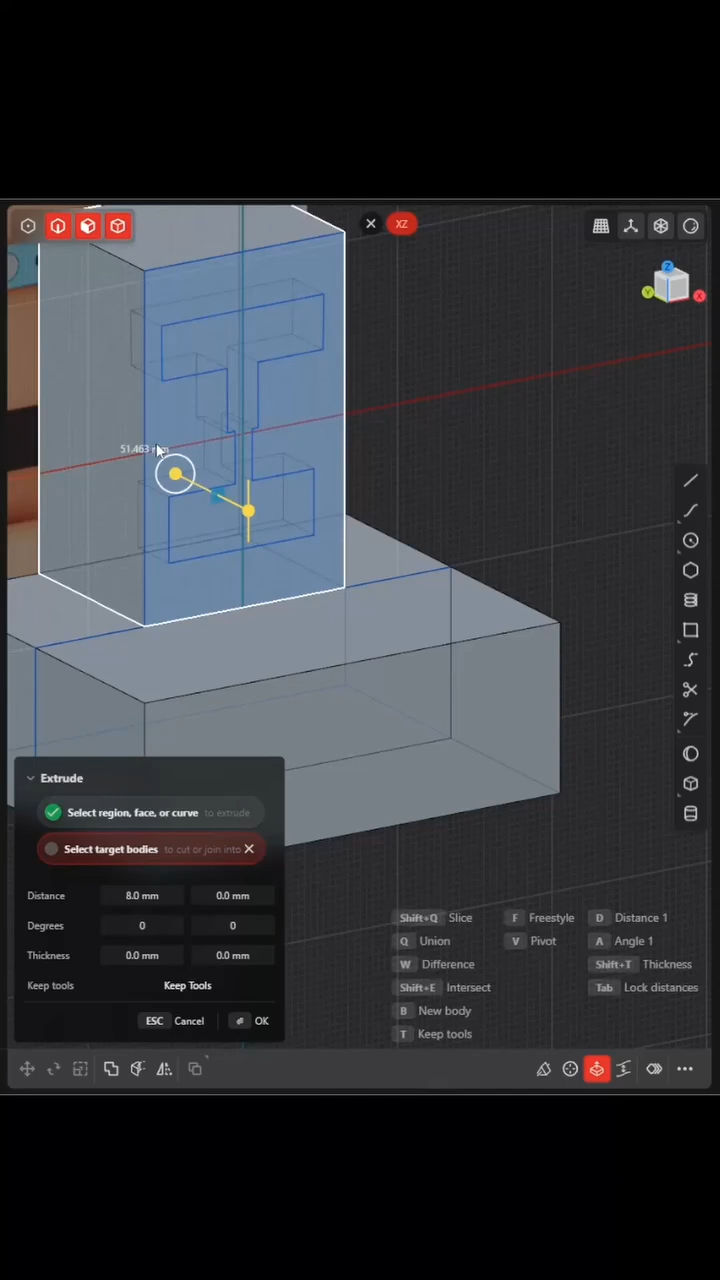 XZ
Z
Y
X
51.463 mm
Extrude
Select region, face, or curve to extrude
Select target bodies to cut or join into
Distance 8.0 mm 0.0 mm
Degrees 0 0
Thickness 0.0 mm 0.0 mm
Keep tools Keep Tools
ESC Cancel OK
Shift+Q Slice F Freestyle D Distance 1
Q Union V Pivot A Angle 1
W Difference Shift+T Thickness
Shift+E Intersect Tab Lock distances
B New body
T Keep tools